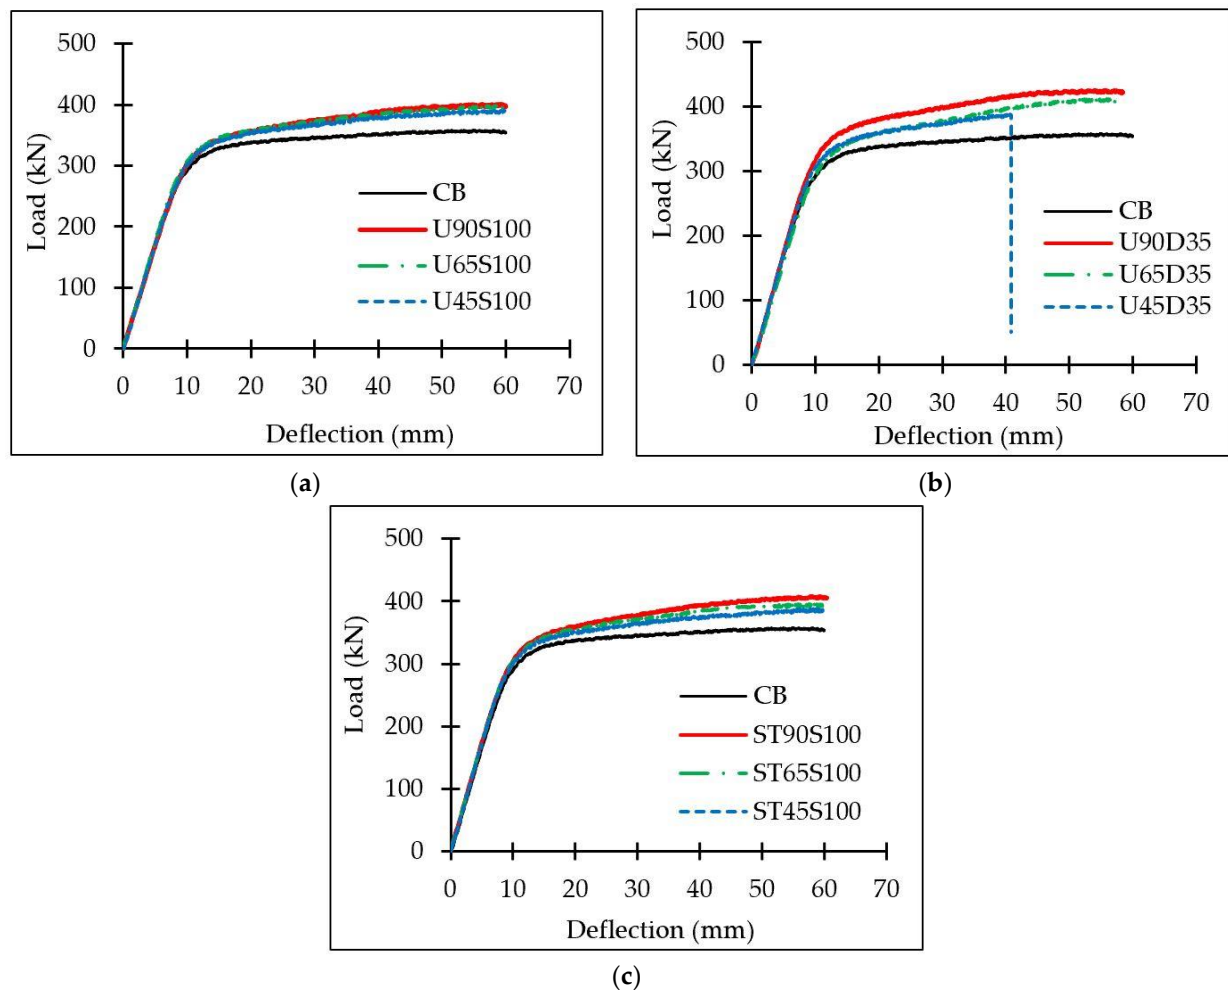 500
400
300
200
100
0
Load (kN)
CB
U90S100
U65S100
U45S100
0 10 20 30 40 50 60 70
Deflection (mm)
(a)
500
400
300
200
100
0
Load (kN)
CB
U90D35
U65D35
U45D35
0 10 20 30 40 50 60 70
Deflection (mm)
(b)
500
400
300
200
100
0
Load (kN)
CB
ST90S100
ST65S100
ST45S100
0 10 20 30 40 50 60 70
Deflection (mm)
(c)